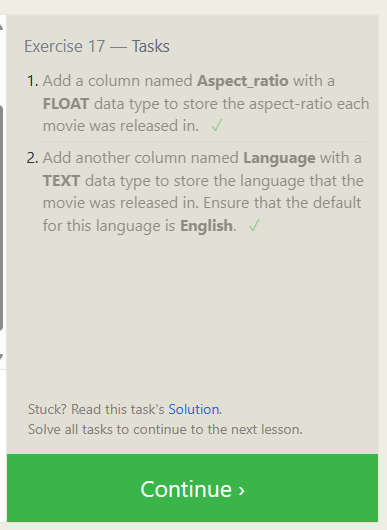 Exercise 17 — Tasks
1. Add a column named Aspect_ratio with a
FLOAT data type to store the aspect-ratio each
movie was released in. ✓
2. Add another column named Language with a
TEXT data type to store the language that the
movie was released in. Ensure that the default
for this language is English. ✓
Stuck? Read this task's Solution.
Solve all tasks to continue to the next lesson.
Continue ›